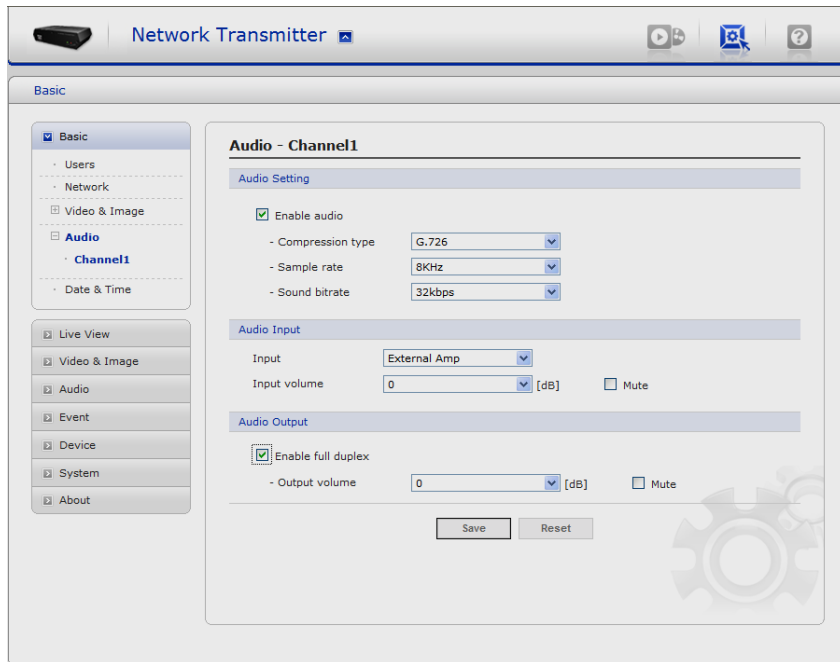 Network Transmitter
?
Basic
Basic
Users
Network
Video & Image
Audio
Channel1
Date & Time
Live View
Video & Image
Audio
Event
Device
System
About
Audio - Channel1
Audio Setting
Enable audio
- Compression type G.726
- Sample rate 8KHz
- Sound bitrate 32kbps
Audio Input
Input External Amp
Input volume 0 [dB] Mute
Audio Output
Enable full duplex
- Output volume 0 [dB] Mute
Save Reset